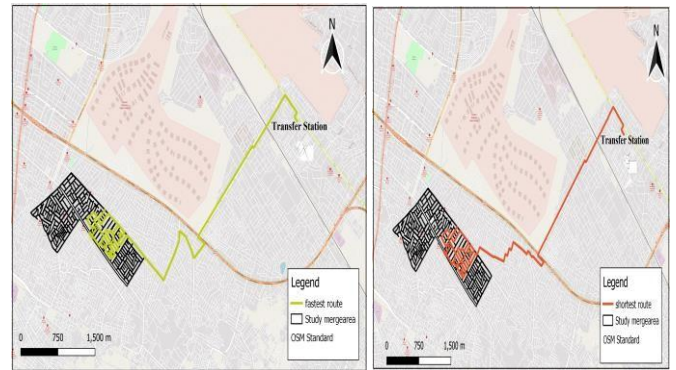 N
Transfer Station
Legend
fastest route
Study mergearea
OSM Standard
0 750 1,500 m
N
Transfer Station
Legend
shortest route
Study mergearea
OSM Standard
0 750 1,500 m